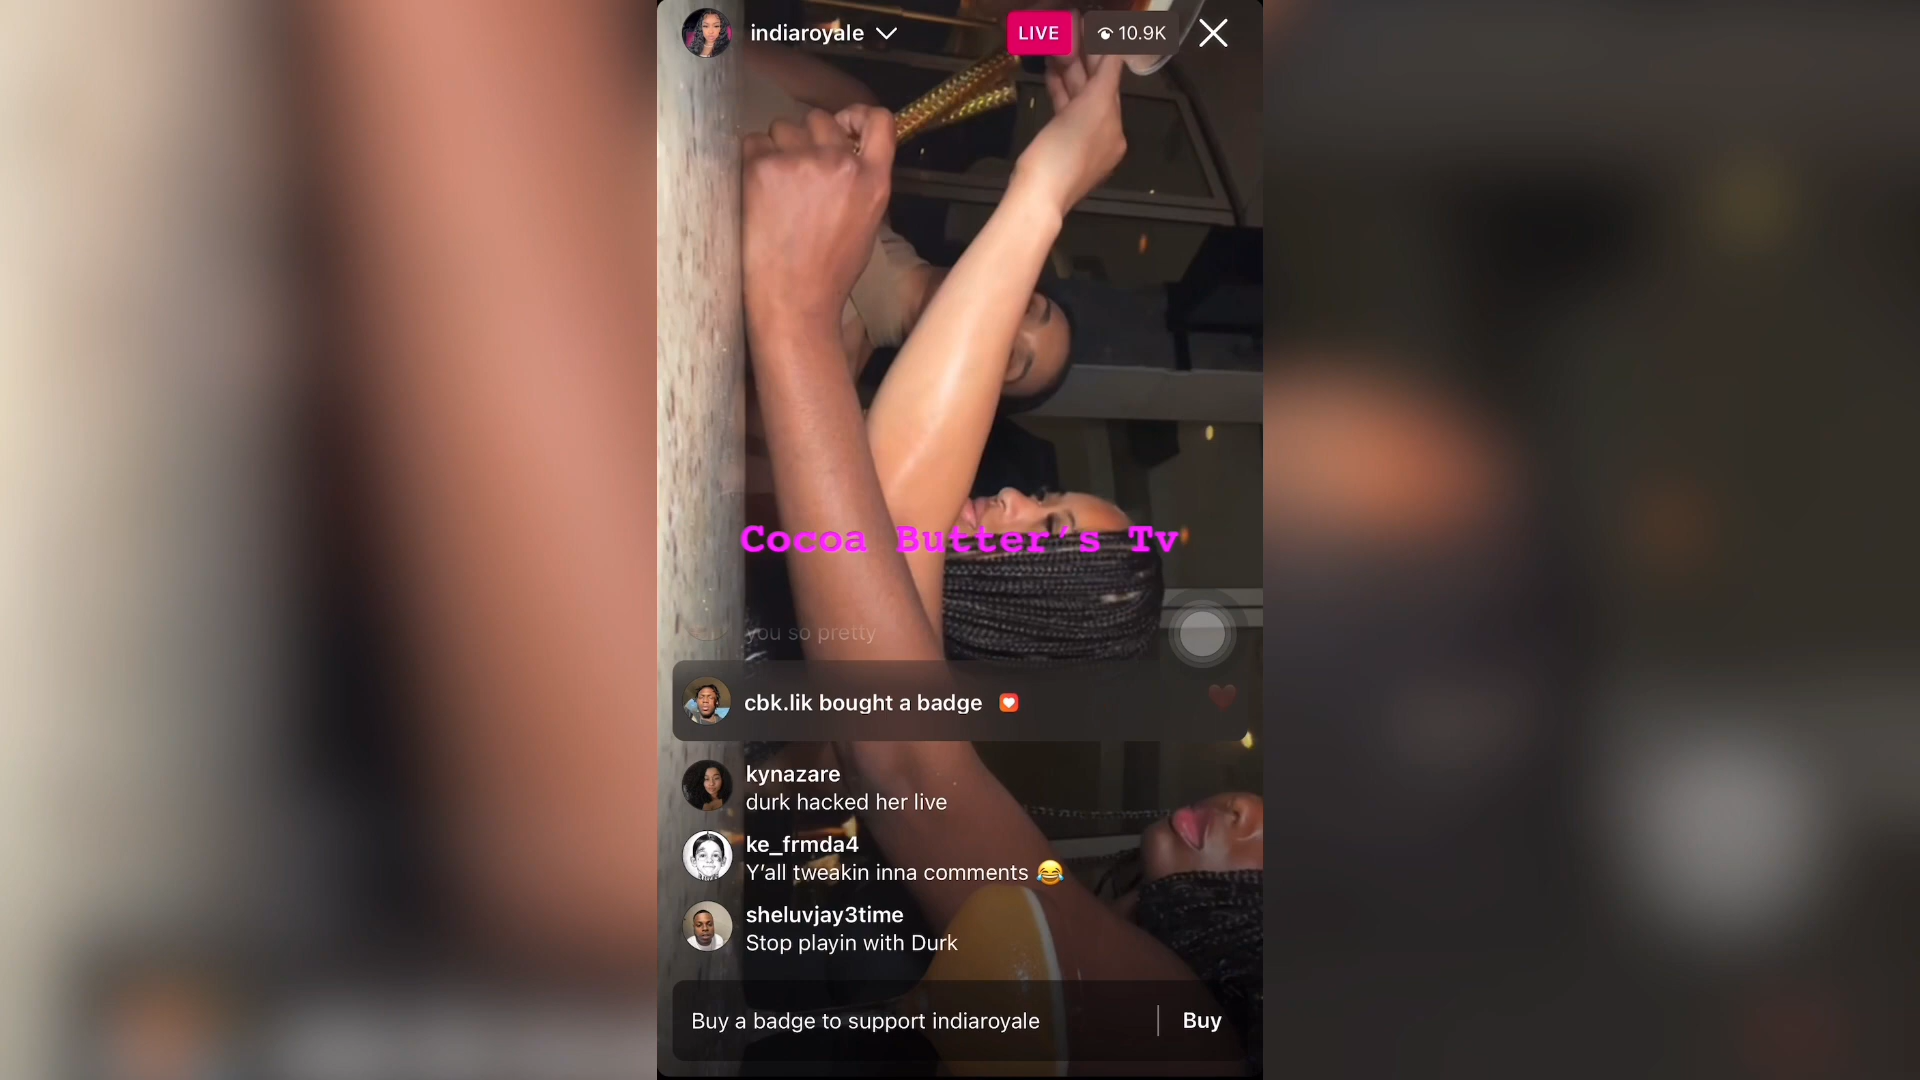 indiaroyale
LIVE
10.9K
Cocoa Butter's Tv
you so pretty
cbk.lik bought a badge
kynazare
durk hacked her live
ke_frmda4
Y'all tweakin inna comments 😂
sheluvjay3time
Stop playin with Durk
Buy a badge to support indiaroyale
Buy